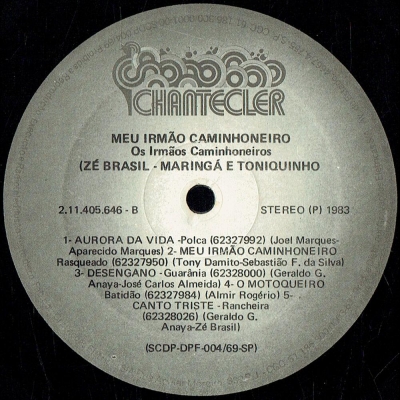 CHANTECLER
MEU IRMÃO CAMINHONEIRO
Os Irmãos Caminhoneiros
(ZÉ BRASIL - MARINGÁ E TONIQUINHO
2.11.405.646 - B
STEREO (P) 1983
1- AURORA DA VIDA -Polca (62327992) (Joel Marques-
Aparecido Marques) 2- MEU IRMÃO CAMINHONEIRO
Rasqueado (62327950) (Tony Damito-Sebastião F. da Silva)
3- DESENGANO - Guarânia (62328000) (Geraldo G.
Anaya-José Carlos Almeida) 4- O MOTOQUEIRO
Batidão (62327984) (Almir Rogério) 5-
CANTO TRISTE - Rancheira
(62328026) (Geraldo G.
Anaya-Zé Brasil)
(SCDP-DPF-004/69-SP)